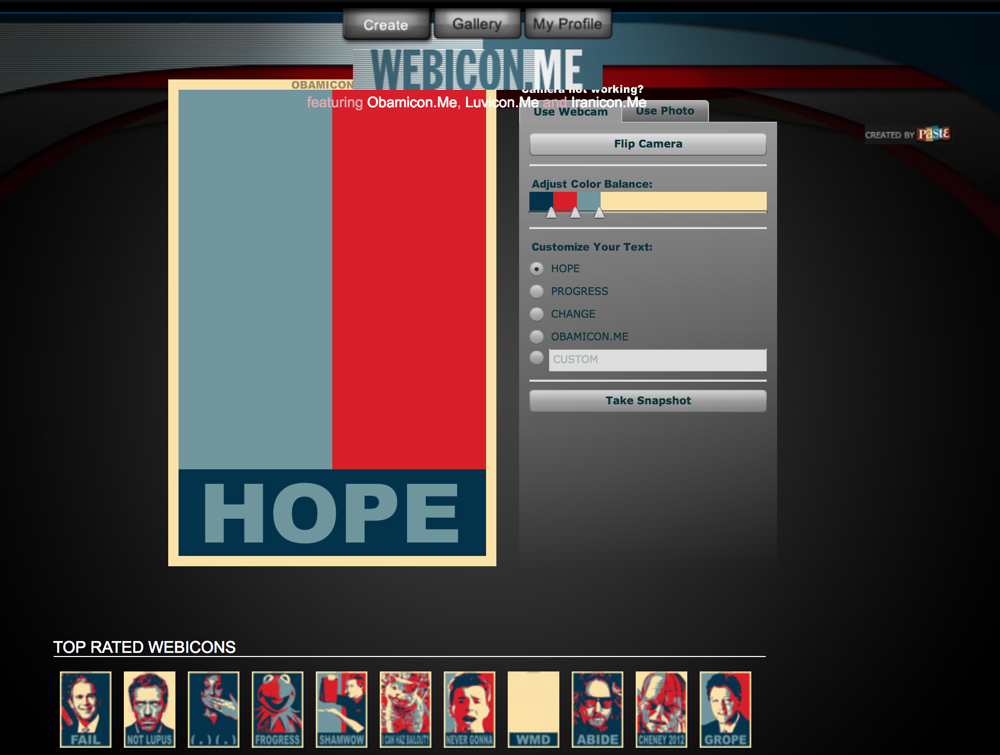 Create
Gallery
My Profile
WEBICON.ME
OBAMICON
Camera not working?
featuring Obamicon.Me, Luvicon.Me and Iranicon.Me
Use Webcam
Use Photo
CREATED BY PASTE
Flip Camera
Adjust Color Balance:
Customize Your Text:
HOPE
PROGRESS
CHANGE
OBAMICON.ME
CUSTOM
Take Snapshot
HOPE
TOP RATED WEBICONS
FAIL
NOT LUPUS
( . ) ( . )
FROGRESS
SHAMWOW
I CAN HAZ BAILOUT?
NEVER GONNA
WMD
ABIDE
CHENEY 2012
GROPE